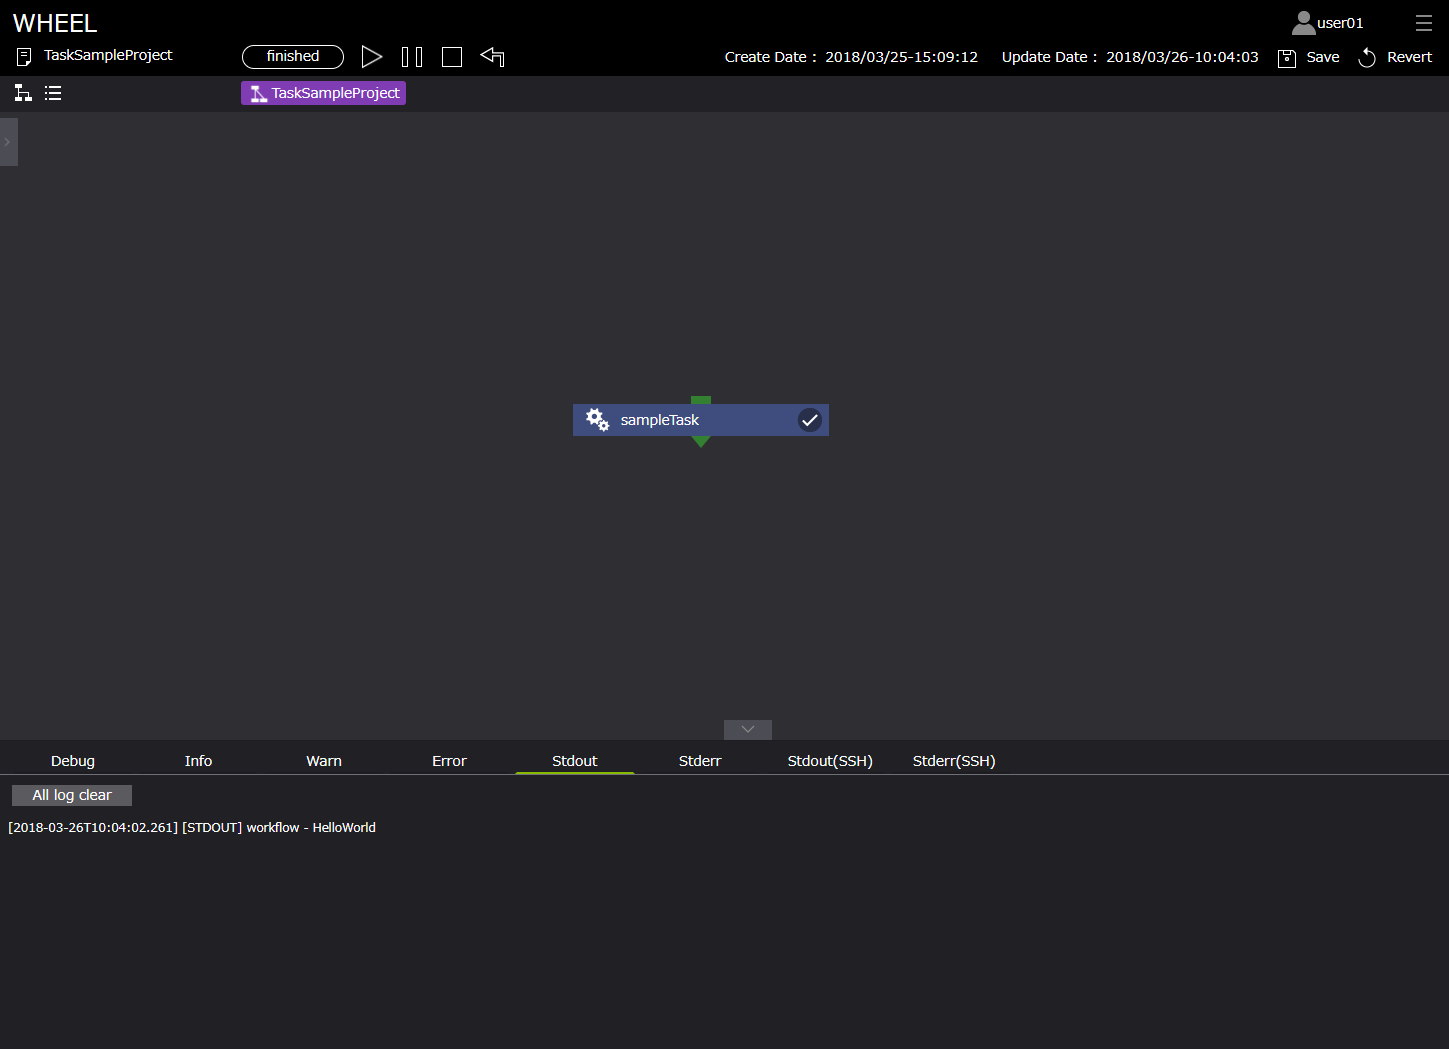 WHEEL
user01
TaskSampleProject
finished
Create Date : 2018/03/25-15:09:12
Update Date : 2018/03/26-10:04:03
Save
Revert
TaskSampleProject
sampleTask
Debug
Info
Warn
Error
Stdout
Stderr
Stdout(SSH)
Stderr(SSH)
All log clear
[2018-03-26T10:04:02.261] [STDOUT] workflow - HelloWorld